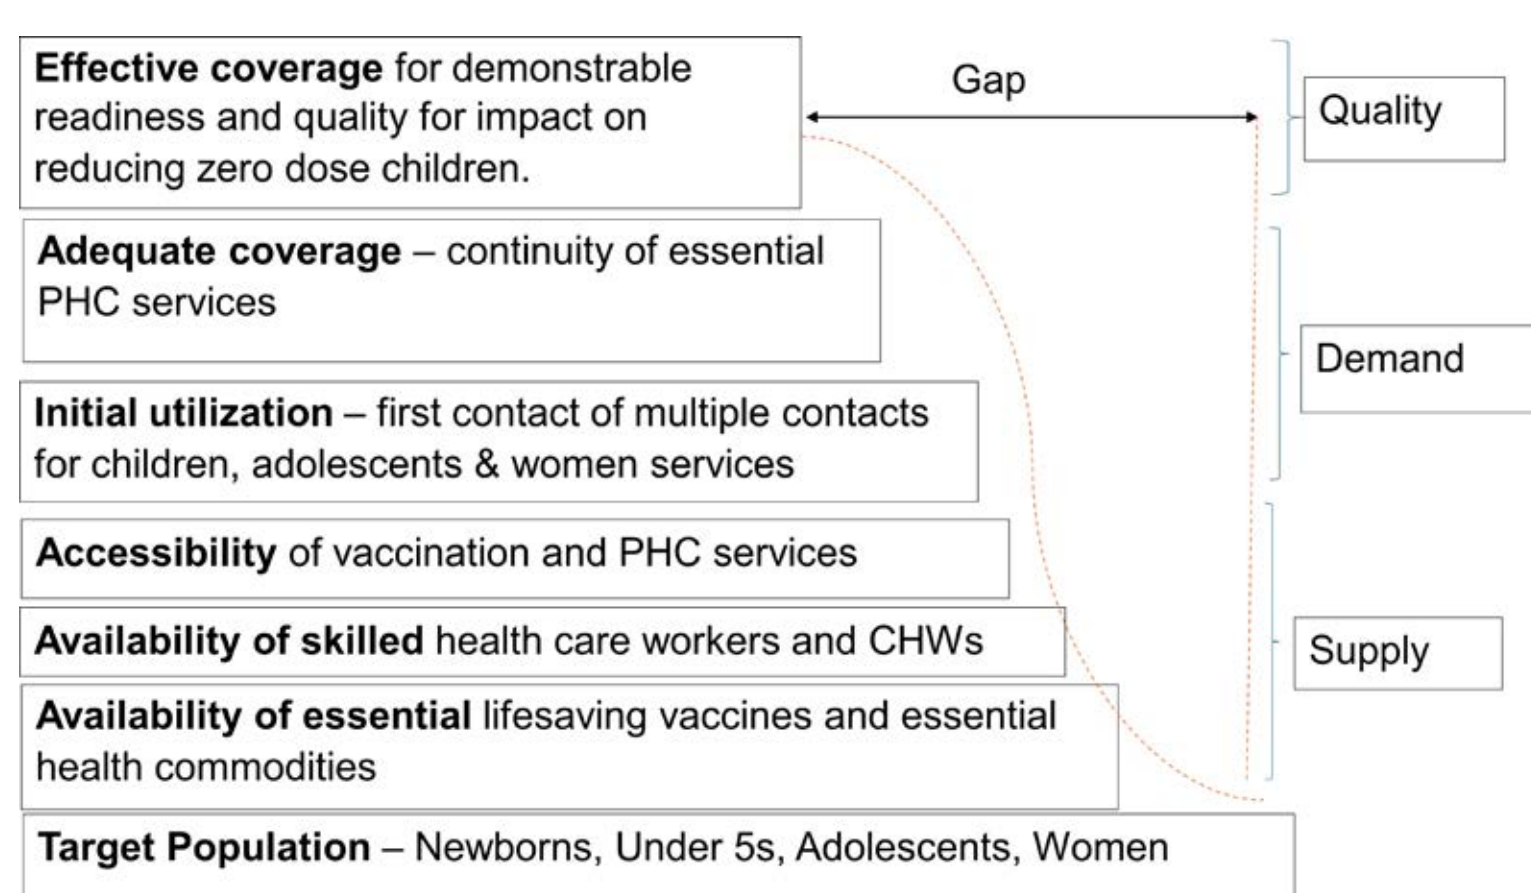 Effective coverage for demonstrable
readiness and quality for impact on
reducing zero dose children.
Gap
Quality
Adequate coverage – continuity of essential
PHC services
Demand
Initial utilization – first contact of multiple contacts
for children, adolescents & women services
Accessibility of vaccination and PHC services
Availability of skilled health care workers and CHWs
Supply
Availability of essential lifesaving vaccines and essential
health commodities
Target Population – Newborns, Under 5s, Adolescents, Women